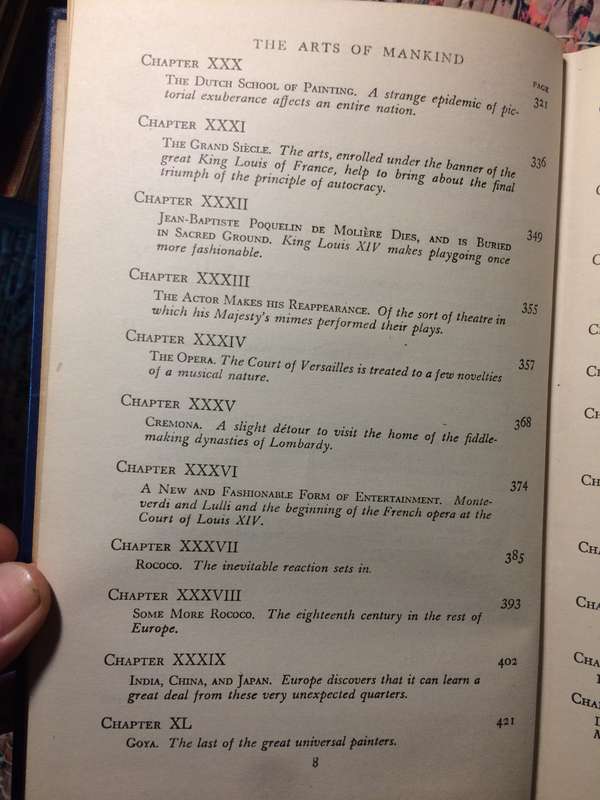 THE ARTS OF MANKIND
PAGE
CHAPTER XXX
THE DUTCH SCHOOL OF PAINTING. A strange epidemic of pic-
torial exuberance affects an entire nation. 321
CHAPTER XXXI
THE GRAND SIÈCLE. The arts, enrolled under the banner of the 336
great King Louis of France, help to bring about the final
triumph of the principle of autocracy.
CHAPTER XXXII
JEAN-BAPTISTE POQUELIN DE MOLIÈRE DIES, AND IS BURIED 349
IN SACRED GROUND. King Louis XIV makes playgoing once
more fashionable.
CHAPTER XXXIII
THE ACTOR MAKES HIS REAPPEARANCE. Of the sort of theatre in 355
which his Majesty's mimes performed their plays.
CHAPTER XXXIV
THE OPERA. The Court of Versailles is treated to a few novelties 357
of a musical nature.
CHAPTER XXXV
CREMONA. A slight détour to visit the home of the fiddle- 368
making dynasties of Lombardy.
CHAPTER XXXVI
A NEW AND FASHIONABLE FORM OF ENTERTAINMENT. Monte- 374
verdi and Lulli and the beginning of the French opera at the
Court of Louis XIV.
CHAPTER XXXVII
ROCOCO. The inevitable reaction sets in. 385
CHAPTER XXXVIII
SOME MORE ROCOCO. The eighteenth century in the rest of 393
Europe.
CHAPTER XXXIX
INDIA, CHINA, AND JAPAN. Europe discovers that it can learn a 402
great deal from these very unexpected quarters.
CHAPTER XL
GOYA. The last of the great universal painters. 421
8